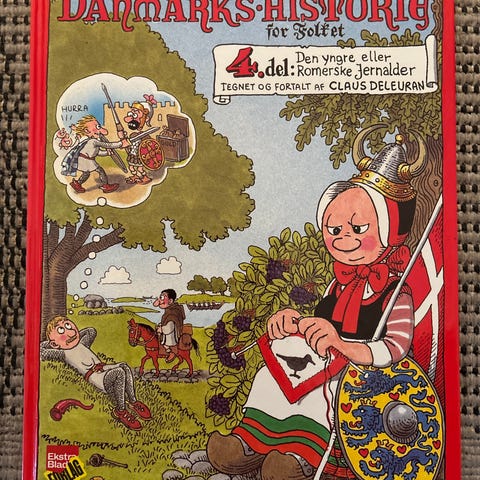 DANMARKS·HISTORIE
for Folket
4. del: Den yngre eller
Romerske Jernalder
TEGNET OG FORTALT AF CLAUS DELEURAN
HURRA
!!!
Ekstra
Bladets
FORLAG